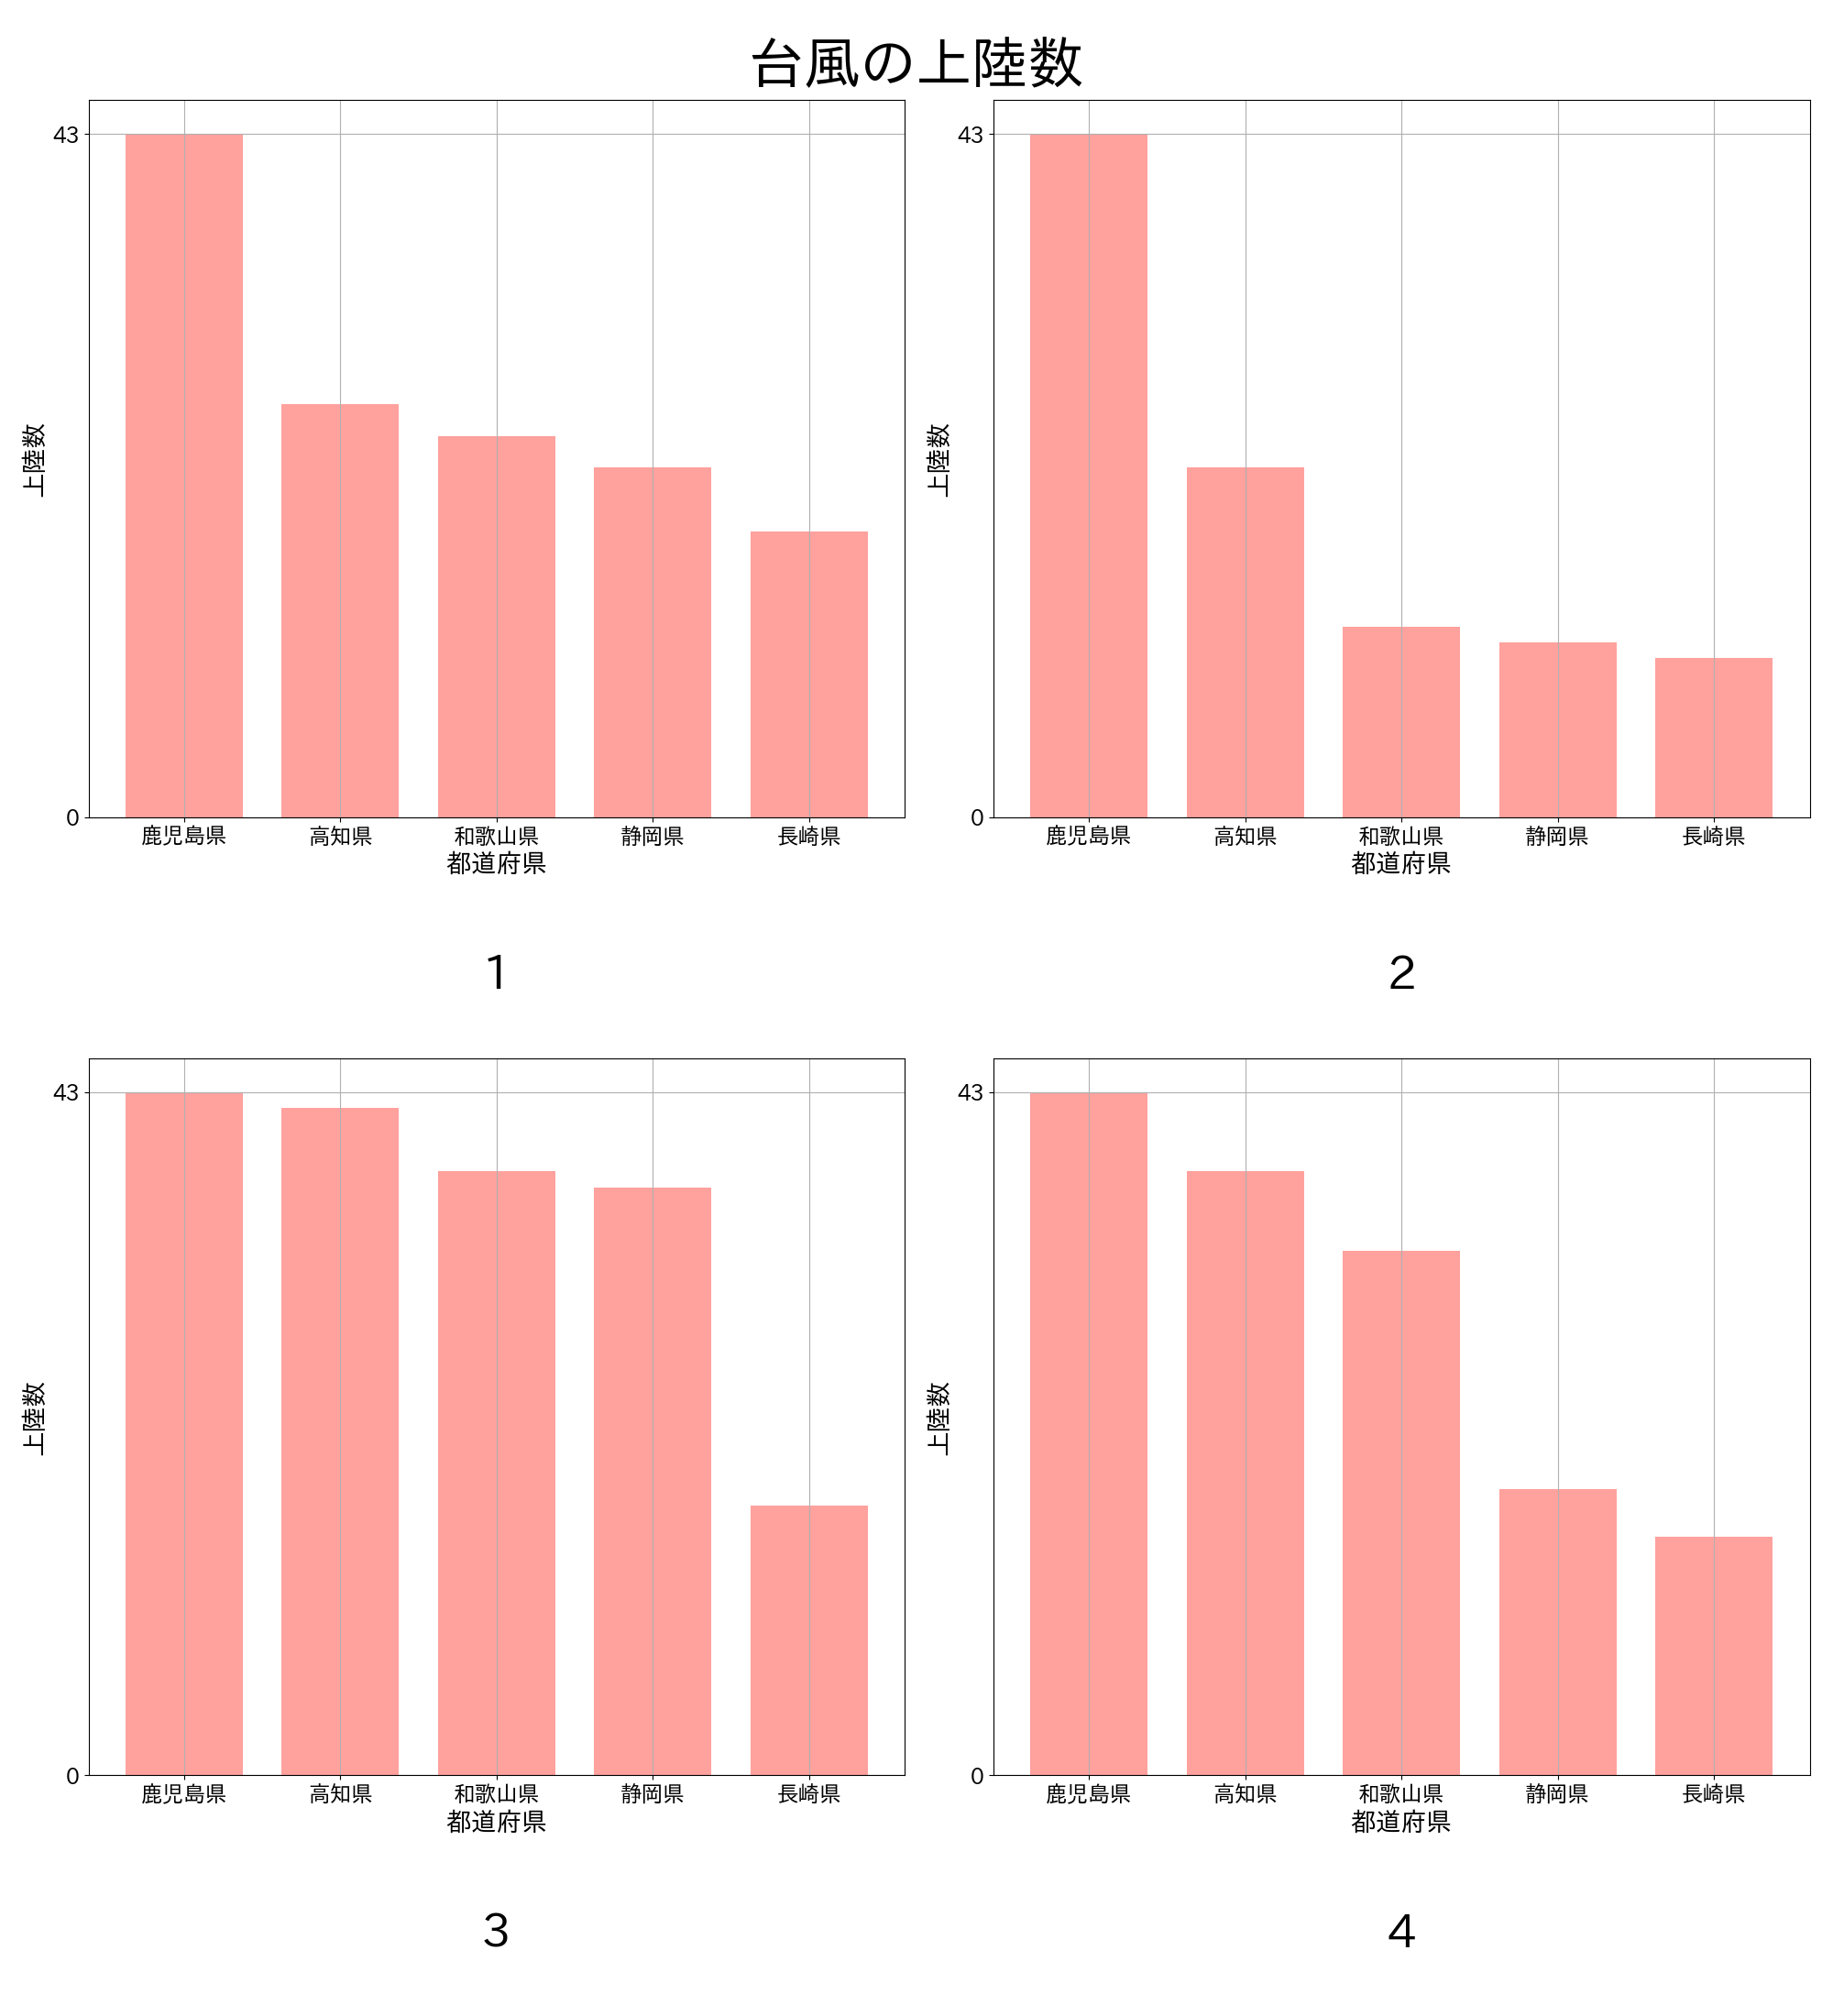 台風の上陸数
43
上陸数
0
鹿児島県 高知県 和歌山県 静岡県 長崎県
都道府県
1
43
上陸数
0
鹿児島県 高知県 和歌山県 静岡県 長崎県
都道府県
2
43
上陸数
0
鹿児島県 高知県 和歌山県 静岡県 長崎県
都道府県
3
43
上陸数
0
鹿児島県 高知県 和歌山県 静岡県 長崎県
都道府県
4